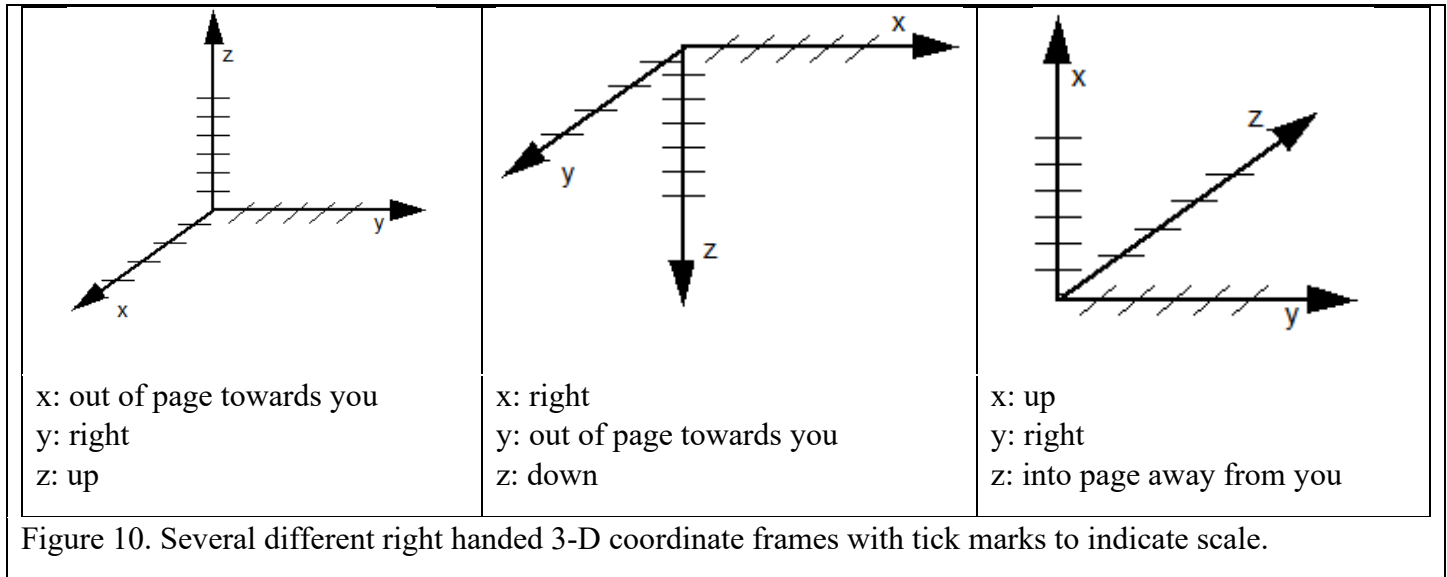 z
y
x
x
y
z
x
z
y
x: out of page towards you
y: right
z: up
x: right
y: out of page towards you
z: down
x: up
y: right
z: into page away from you
Figure 10. Several different right handed 3-D coordinate frames with tick marks to indicate scale.